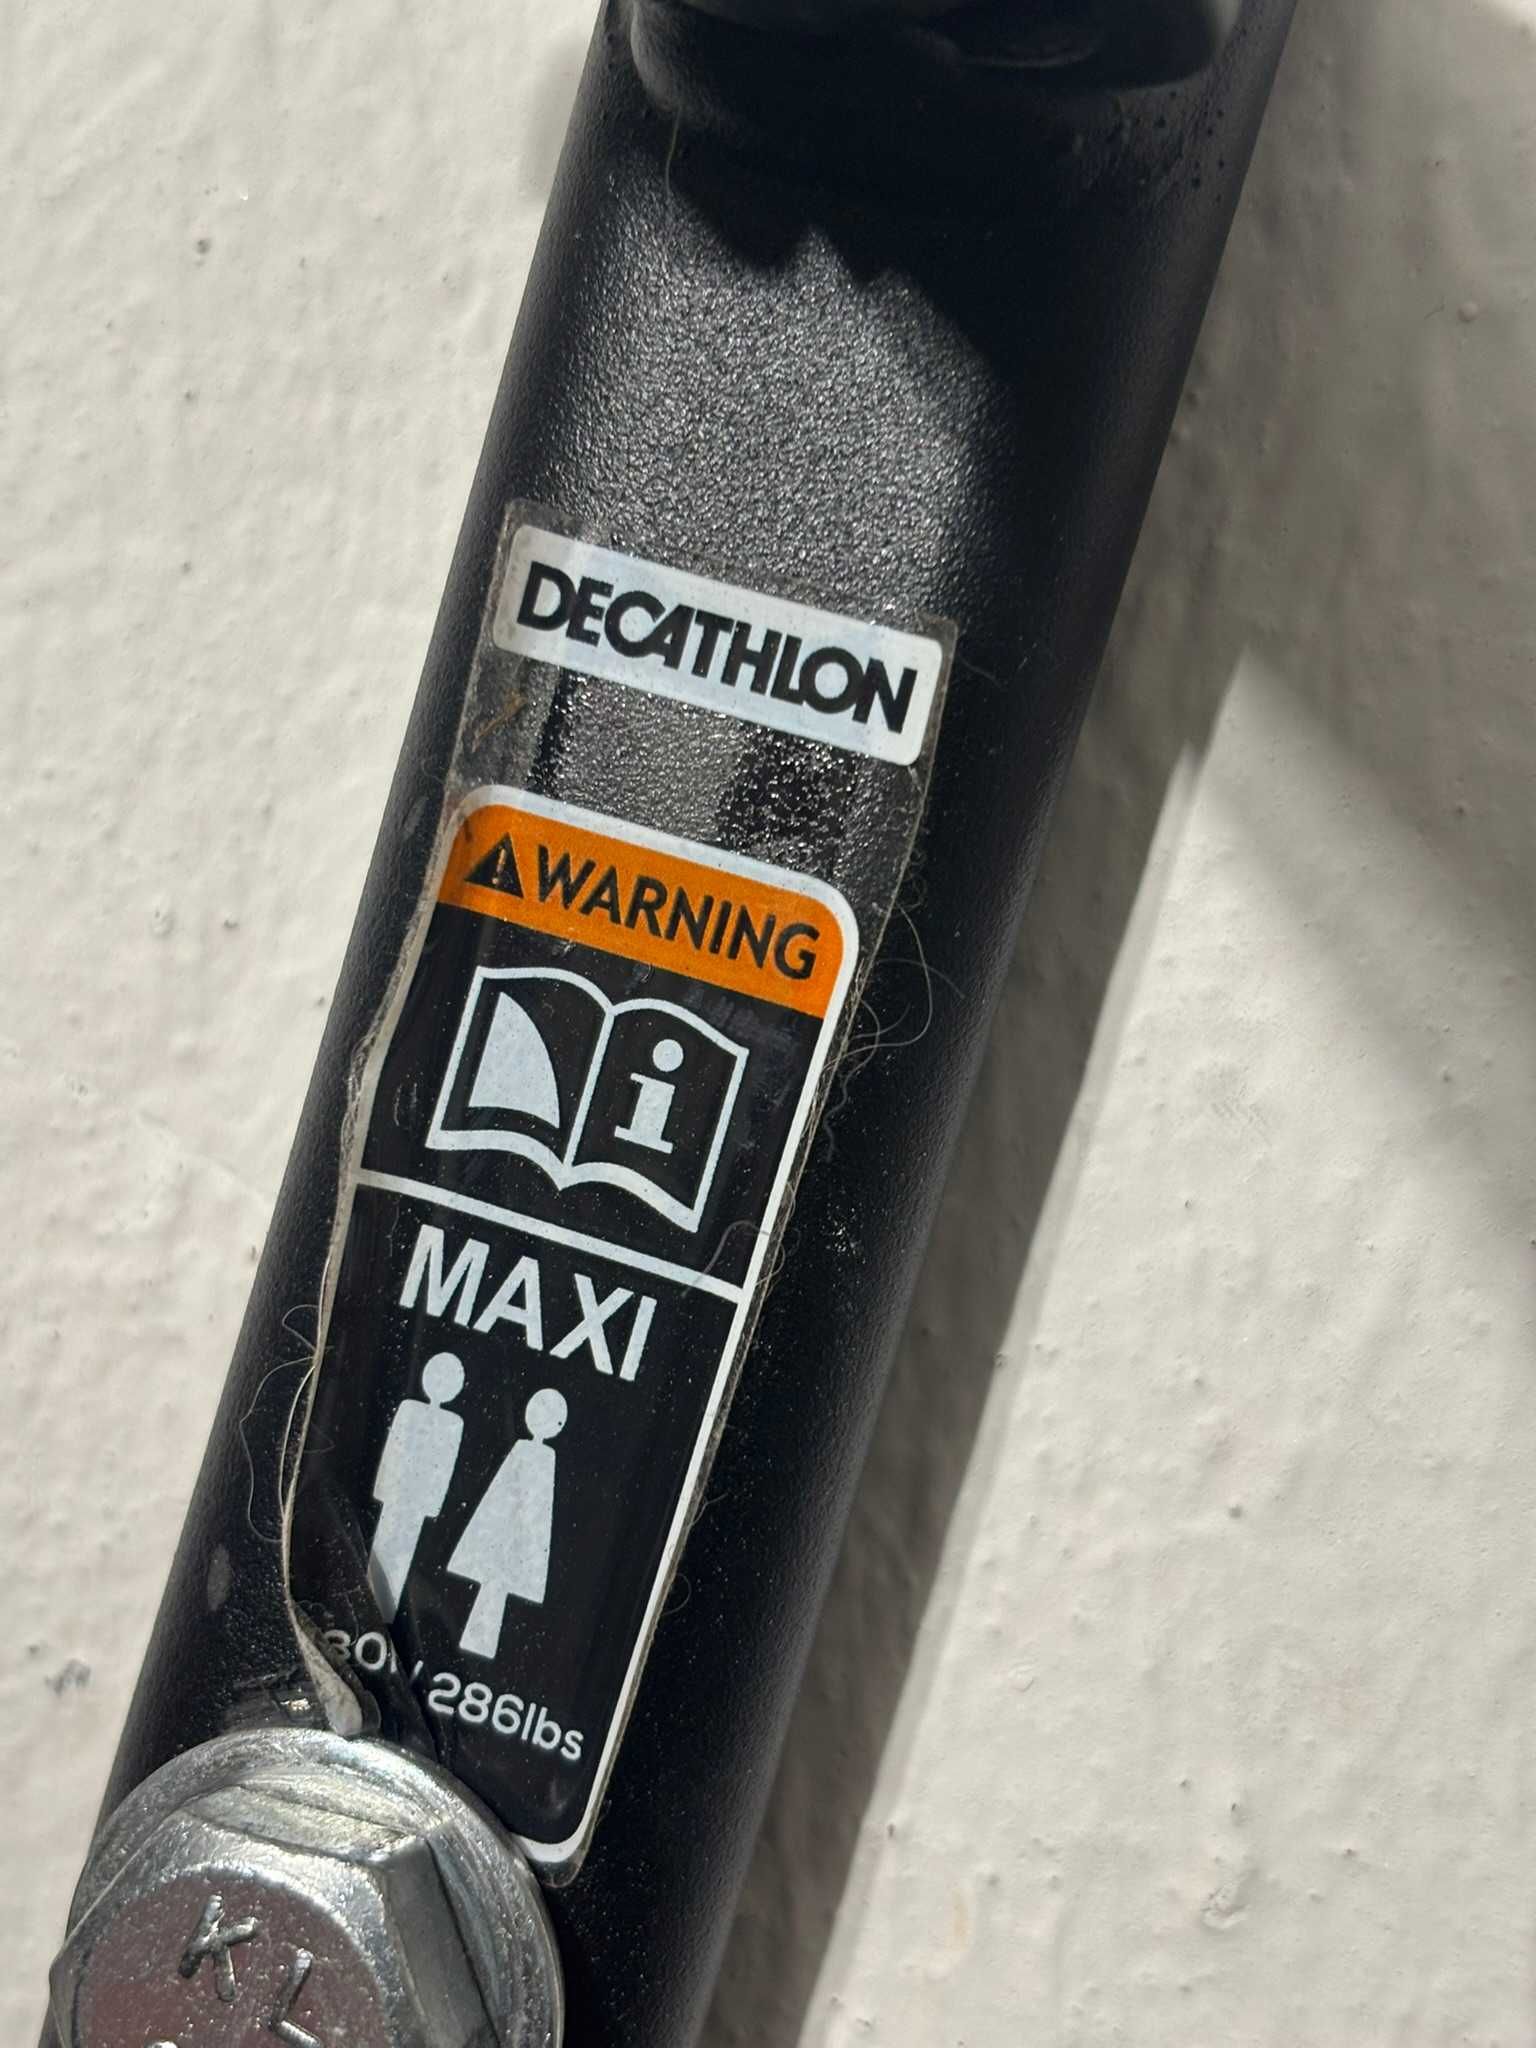 DECATHLON
WARNING
i
MAXI
286lbs
K L